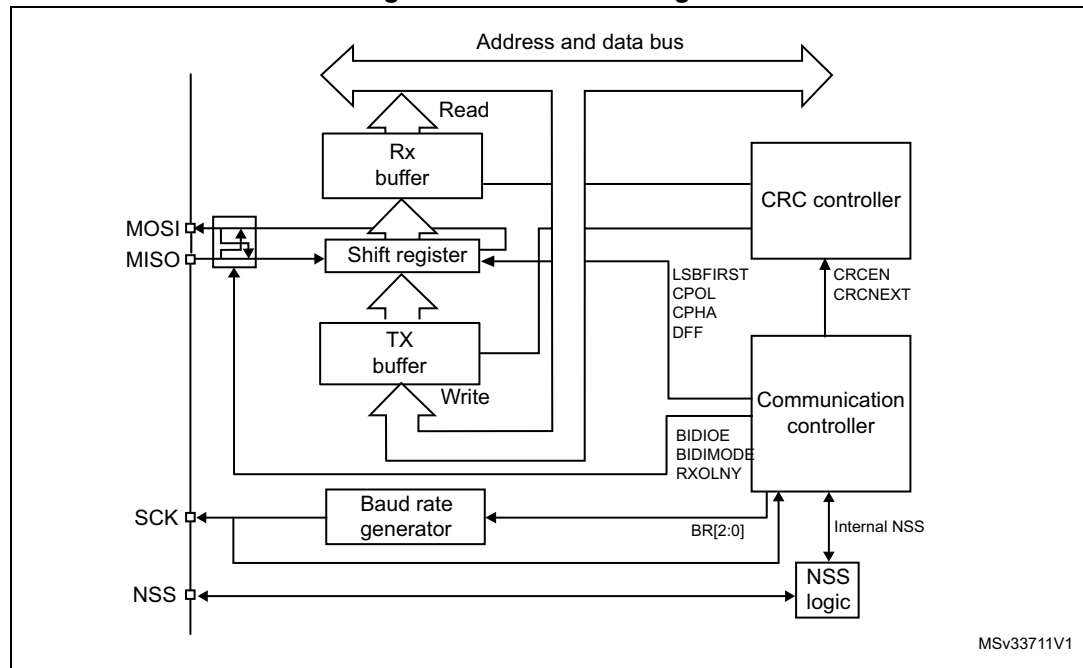 Address and data bus
Read
Rx
buffer
CRC controller
MOSI
MISO
Shift register
LSBFIRST
CPOL
CPHA
DFF
CRCEN
CRCNEXT
TX
buffer
Write
Communication
controller
BIDIOE
BIDIMODE
RXOLNY
SCK
Baud rate
generator
BR[2:0]
Internal NSS
NSS
NSS
logic
MSv33711V1